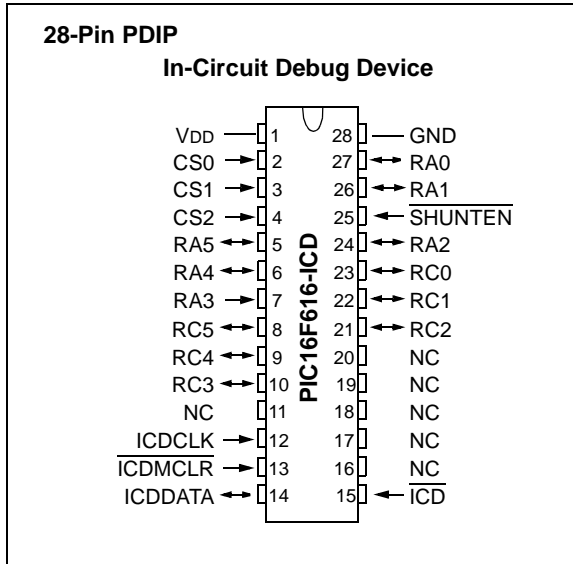 28-Pin PDIP
In-Circuit Debug Device
VDD 1 28 GND
CS0 2 27 RA0
CS1 3 26 RA1
CS2 4 25 SHUNTEN
RA5 5 24 RA2
RA4 6 23 RC0
RA3 7 22 RC1
RC5 8 21 RC2
RC4 9 20 NC
RC3 10 19 NC
NC 11 18 NC
ICDCLK 12 17 NC
ICDMCLR 13 16 NC
ICDDATA 14 15 ICD
PIC16F616-ICD